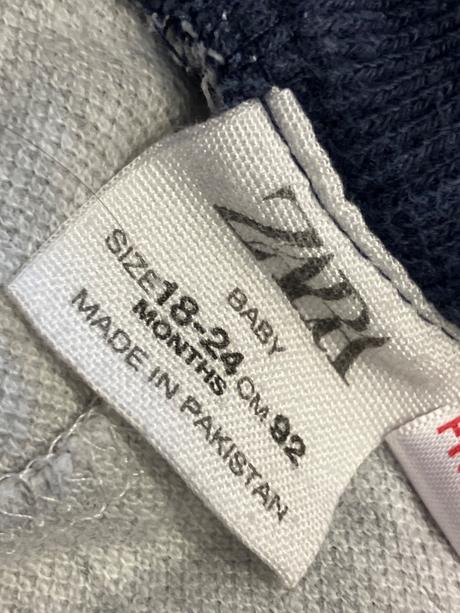 ZARA
BABY
SIZE 18-24 CM 92
MONTHS
MADE IN PAKISTAN